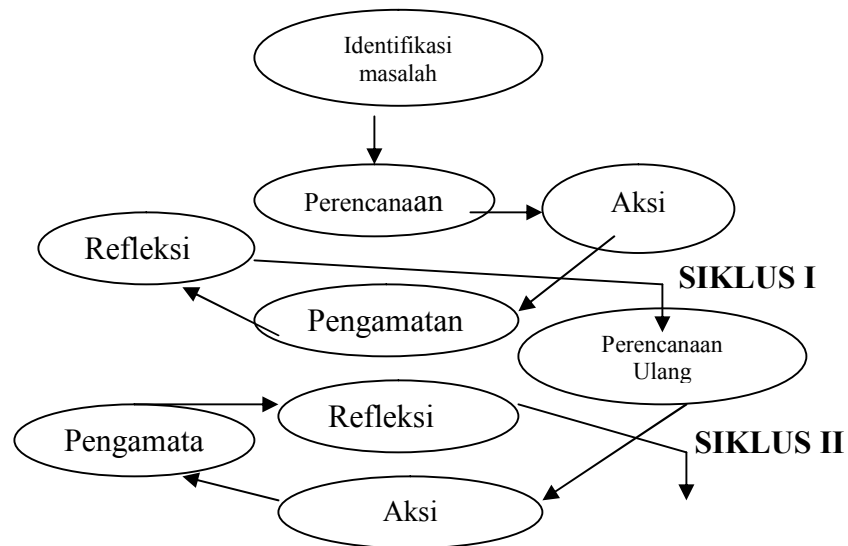 Identifikasi
masalah
Perencanaan
Aksi
Refleksi
SIKLUS I
Pengamatan
Perencanaan
Ulang
Refleksi
Pengamata
SIKLUS II
Aksi